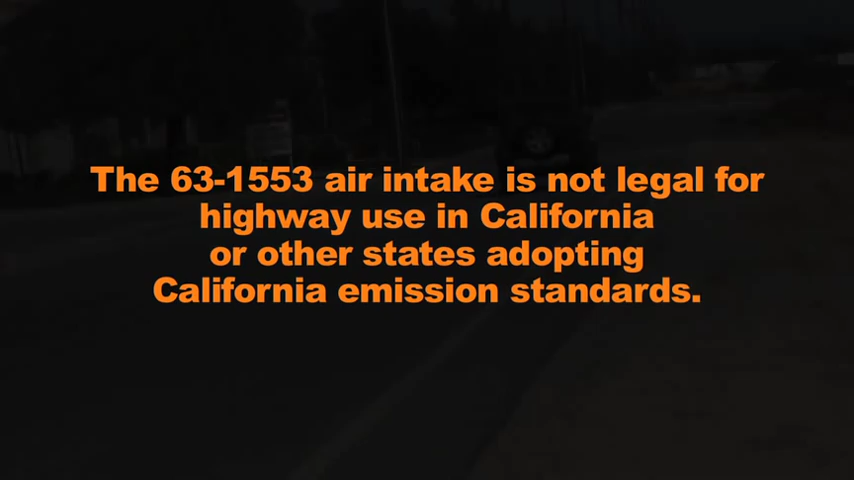 The 63-1553 air intake is not legal for
highway use in California
or other states adopting
California emission standards.